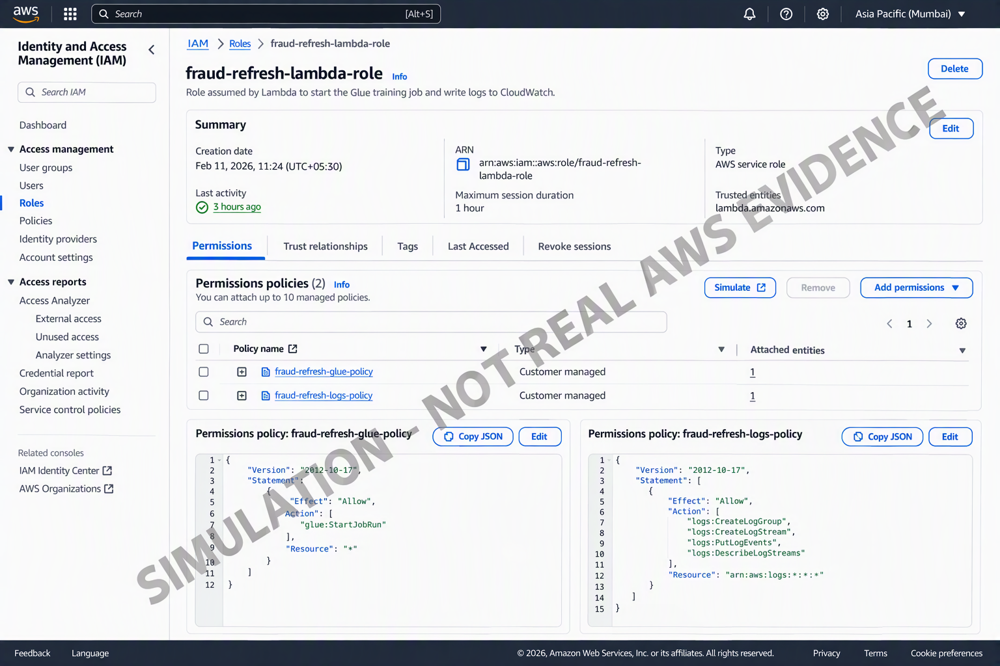 aws
Search
[Alt+S]
Asia Pacific (Mumbai)
Identity and Access
Management (IAM)
Search IAM
Dashboard
Access management
User groups
Users
Roles
Policies
Identity providers
Account settings
Access reports
Access Analyzer
External access
Unused access
Analyzer settings
Credential report
Organization activity
Service control policies
Related consoles
IAM Identity Center
AWS Organizations
IAM > Roles > fraud-refresh-lambda-role
fraud-refresh-lambda-role Info
Delete
Role assumed by Lambda to start the Glue training job and write logs to CloudWatch.
Summary
Edit
Creation date
Feb 11, 2026, 11:24 (UTC+05:30)
Last activity
3 hours ago
ARN
arn:aws:iam::aws:role/fraud-refresh-
lambda-role
Maximum session duration
1 hour
Type
AWS service role
Trusted entities
lambda.amazonaws.com
Permissions
Trust relationships
Tags
Last Accessed
Revoke sessions
Permissions policies (2) Info
You can attach up to 10 managed policies.
Simulate
Remove
Add permissions
Search
1
Policy name
Type
Attached entities
fraud-refresh-glue-policy
Customer managed
1
fraud-refresh-logs-policy
Customer managed
1
Permissions policy: fraud-refresh-glue-policy
Copy JSON
Edit
1 {
2 "Version": "2012-10-17",
3 "Statement":
4 {
5 "Effect": "Allow",
6 Action": [
7 "glue:StartJobRun"
8 ],
9 "Resource": "*"
10 }
11 ]
12 }
Permissions policy: fraud-refresh-logs-policy
Copy JSON
Edit
1 {
2 "Version": "2012-10-17",
3 "Statement": [
4 {
5 "Effect": "Allow",
6 "Action": [
7 "logs:CreateLogGroup",
8 "logs:CreateLogStream",
9 "logs:PutLogEvents",
10 "logs:DescribeLogStreams"
11 ],
12 "Resource": "arn:aws:logs:*:*:*"
13 }
14 ]
15 }
SIMULATION - NOT REAL AWS EVIDENCE
Feedback
Language
© 2026, Amazon Web Services, Inc. or its affiliates. All rights reserved.
Privacy
Terms
Cookie preferences